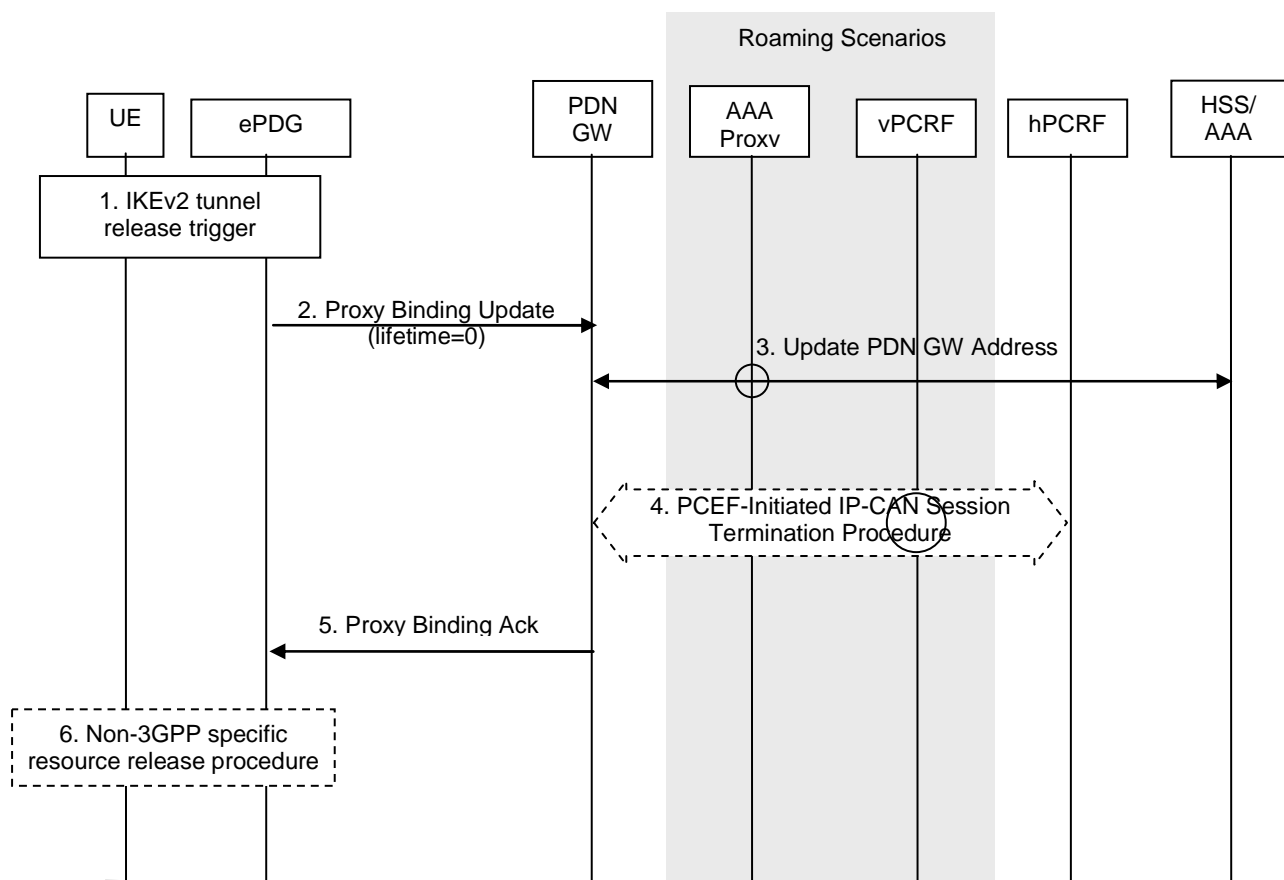 Roaming Scenarios
UE
ePDG
PDN
GW
AAA
Proxy
vPCRF
hPCRF
HSS/
AAA
1. IKEv2 tunnel
release trigger
2. Proxy Binding Update
(lifetime=0)
3. Update PDN GW Address
4. PCEF-Initiated IP-CAN Session
Termination Procedure
5. Proxy Binding Ack
6. Non-3GPP specific
resource release procedure